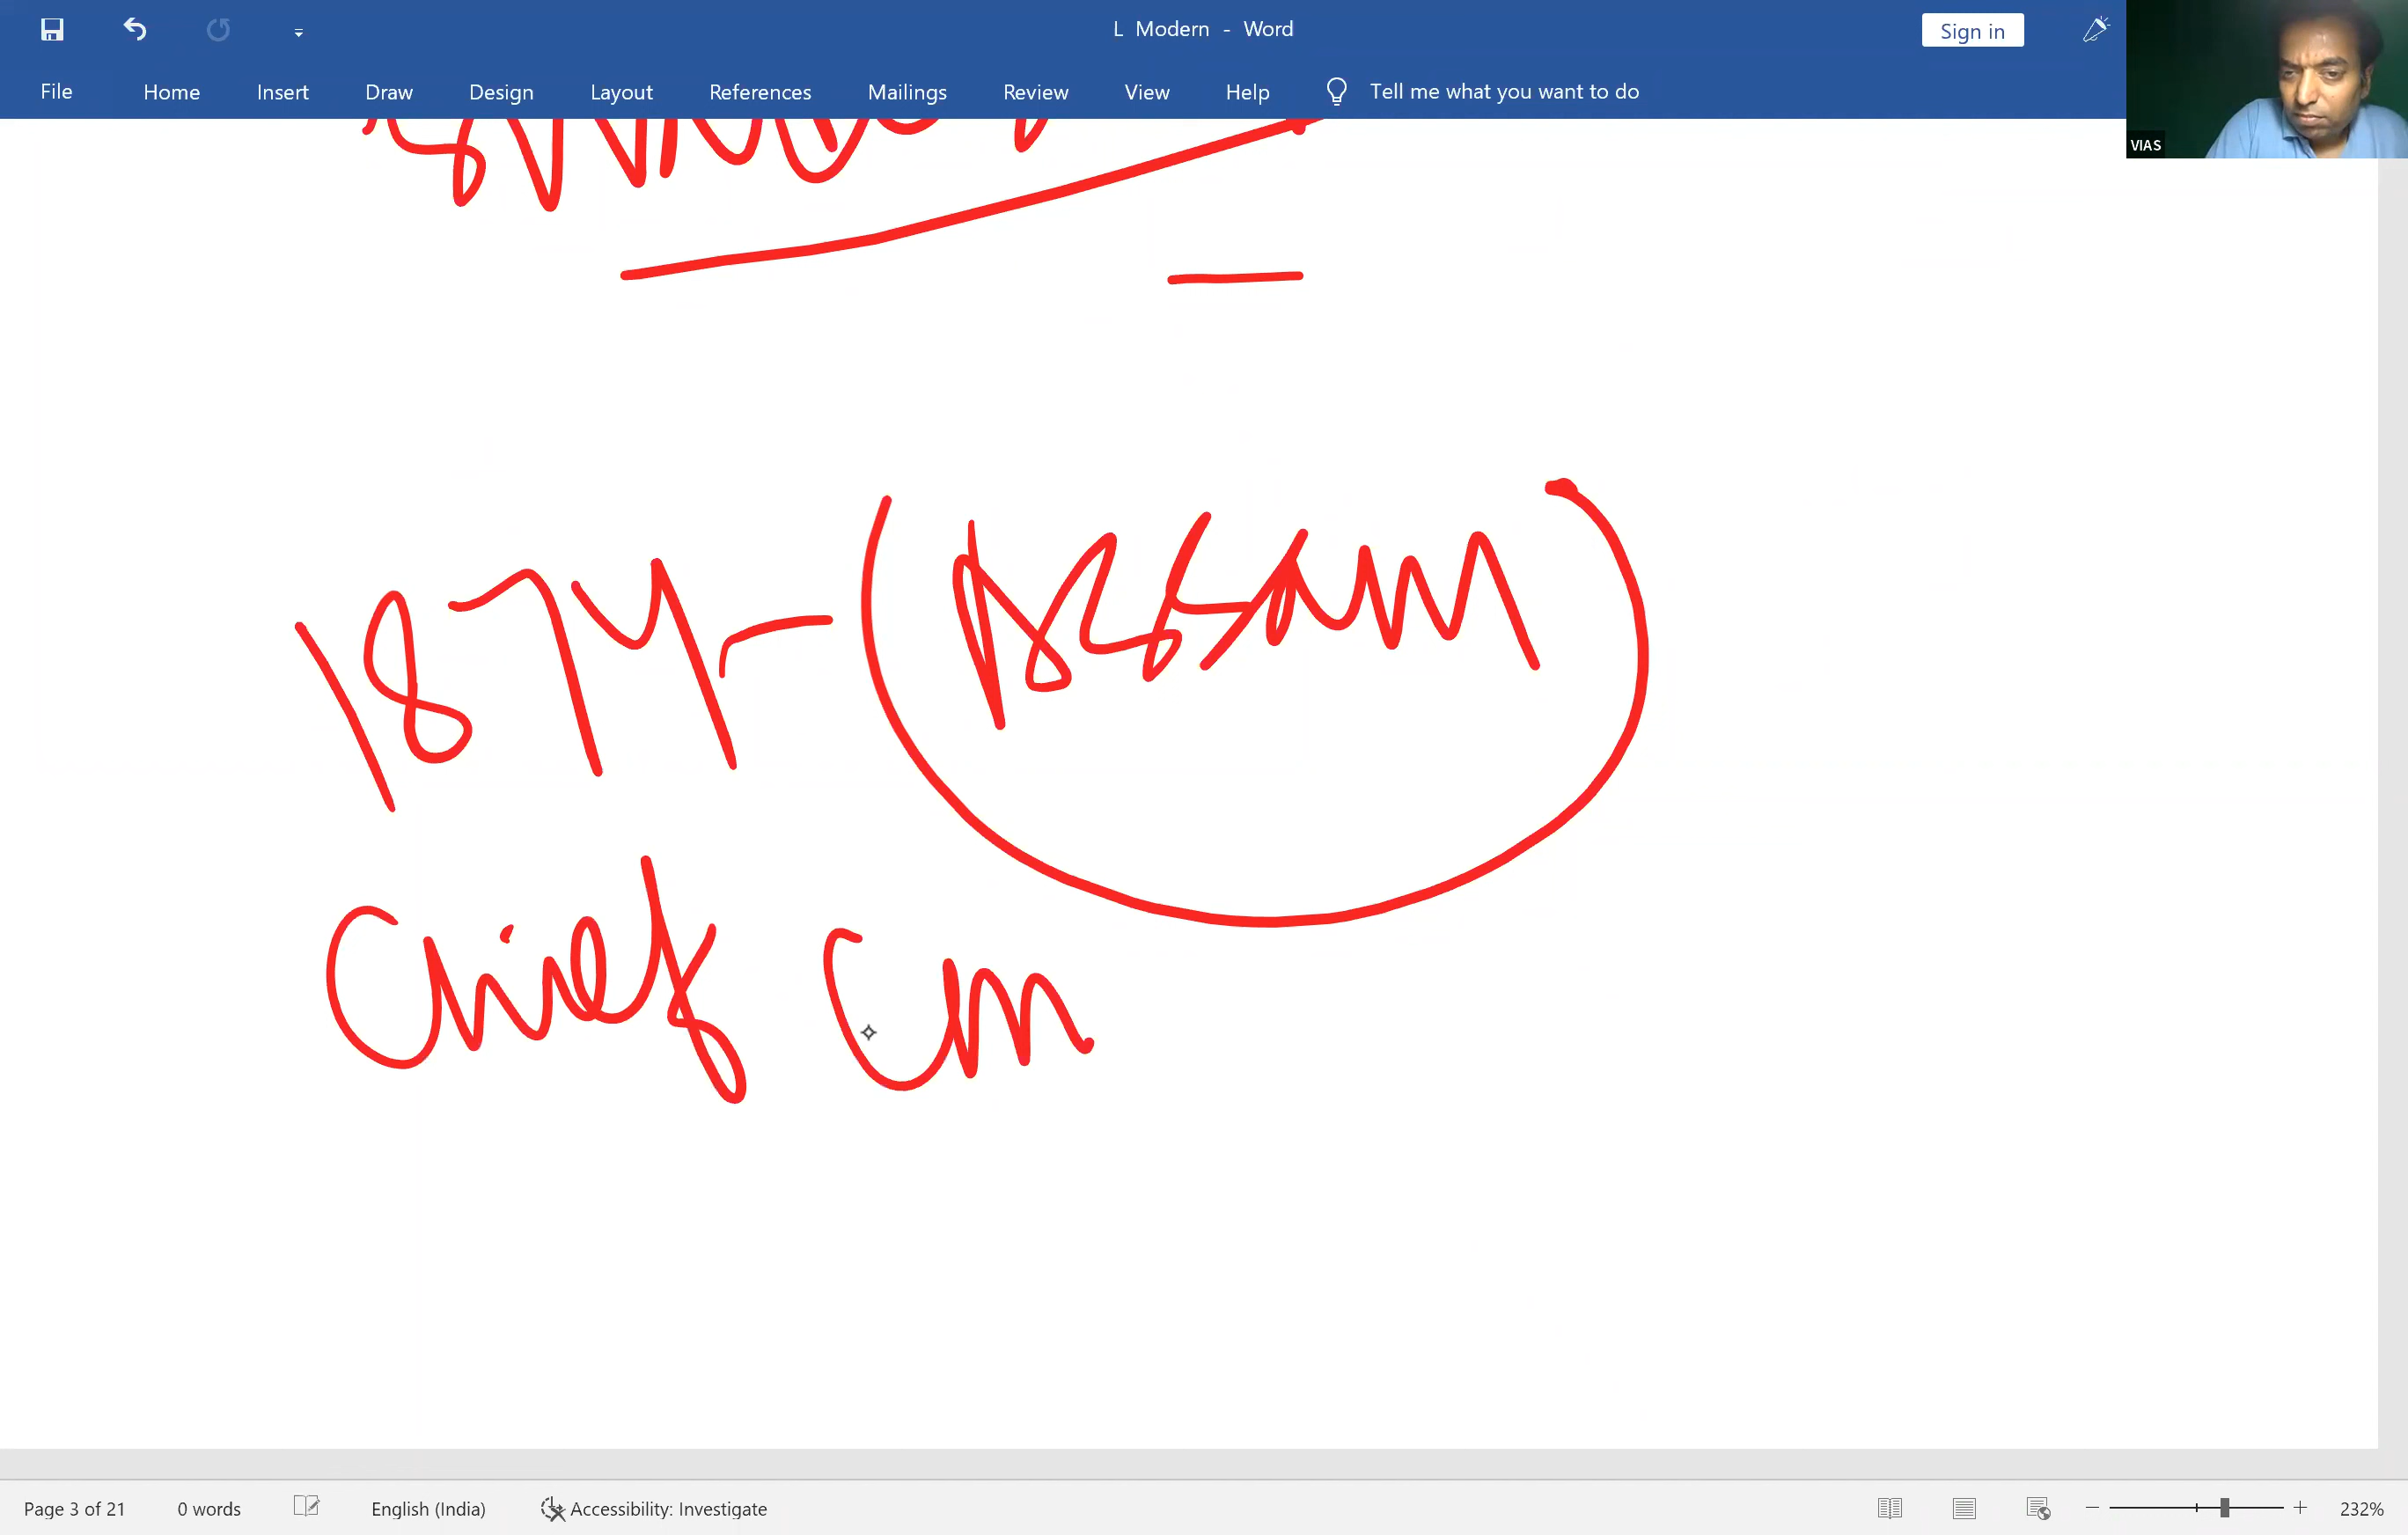 L Modern - Word
Sign in
File Home Insert Draw Design Layout References Mailings Review View Help Tell me what you want to do
VIAS
1874 - (Assam)
Chief Cm
Page 3 of 21 0 words English (India) Accessibility: Investigate 232%